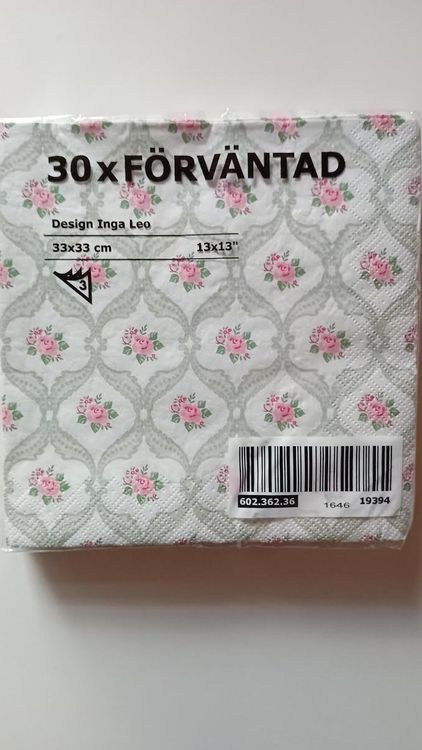 30 x FÖRVÄNTAD
Design Inga Leo
33x33 cm 13x13"
3
602.362.36 1646 19394